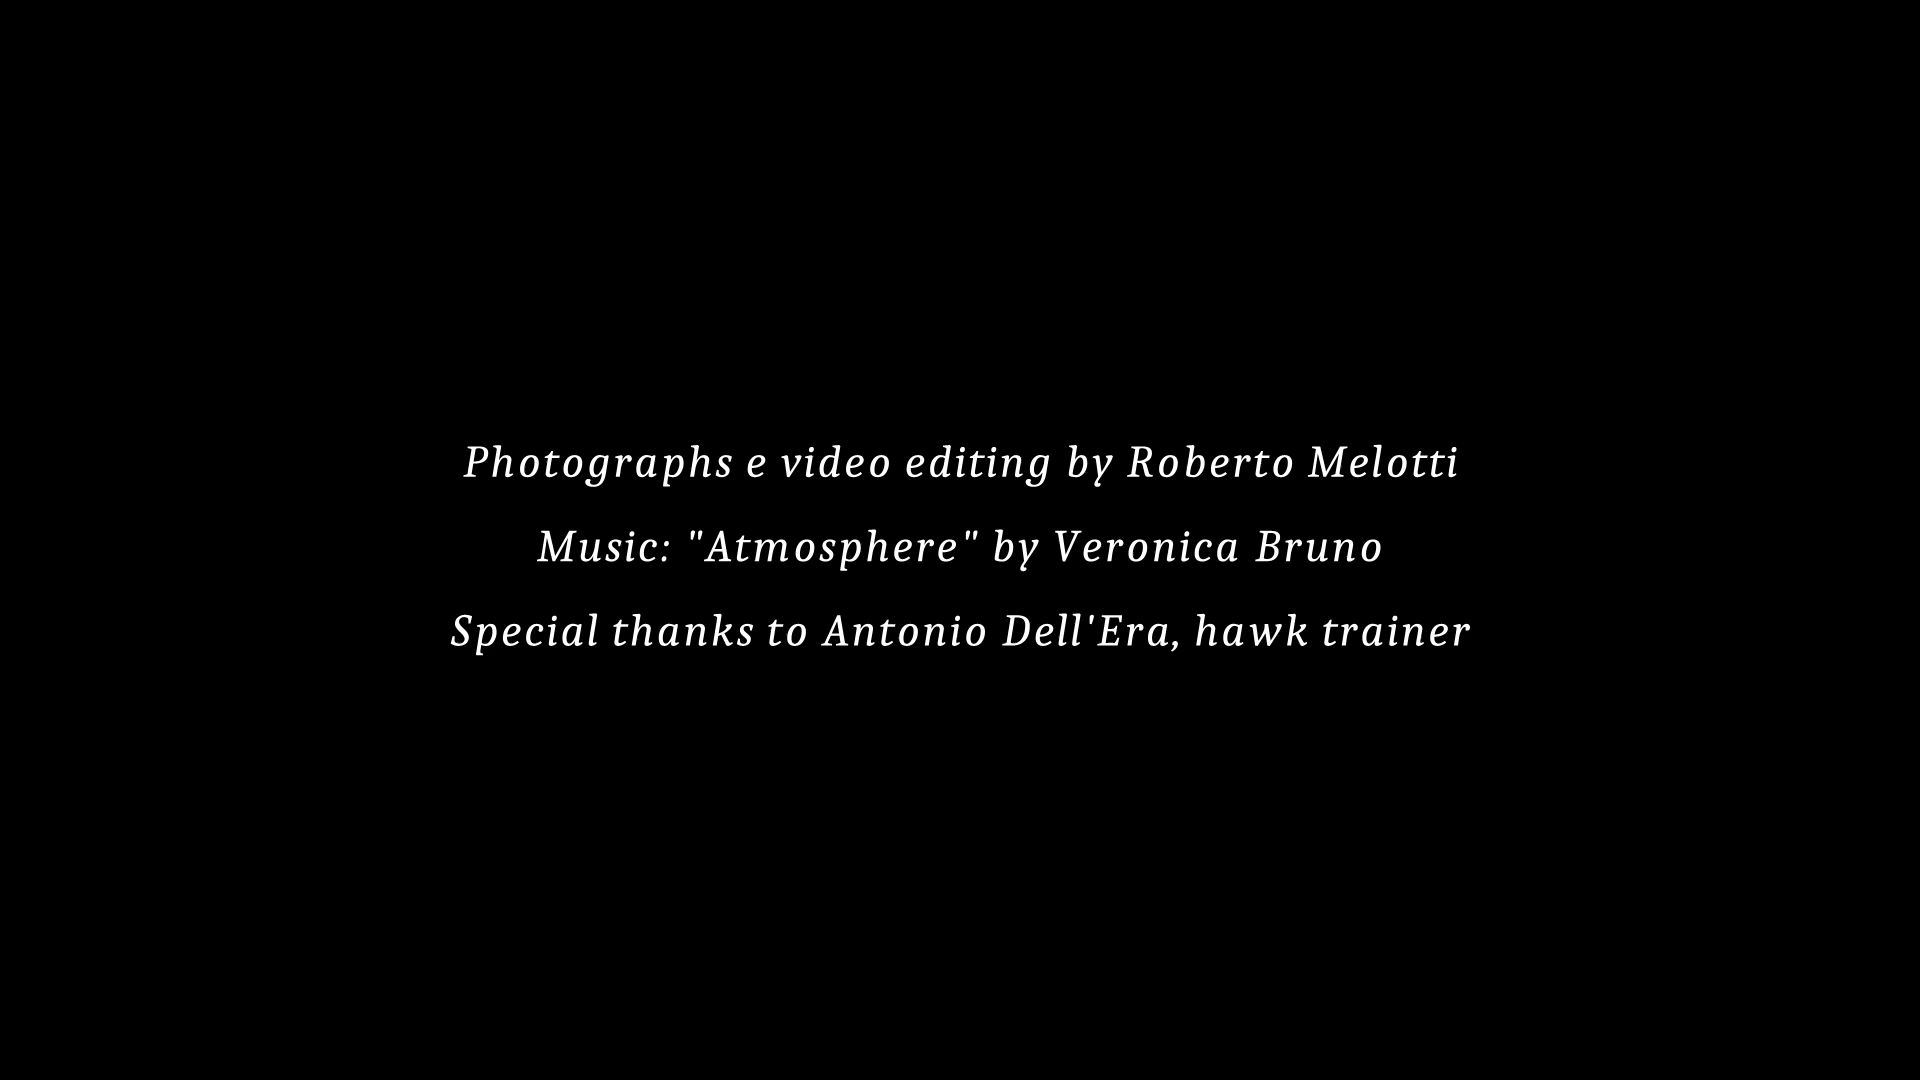 Photographs e video editing by Roberto Melotti
Music: "Atmosphere" by Veronica Bruno
Special thanks to Antonio Dell'Era, hawk trainer